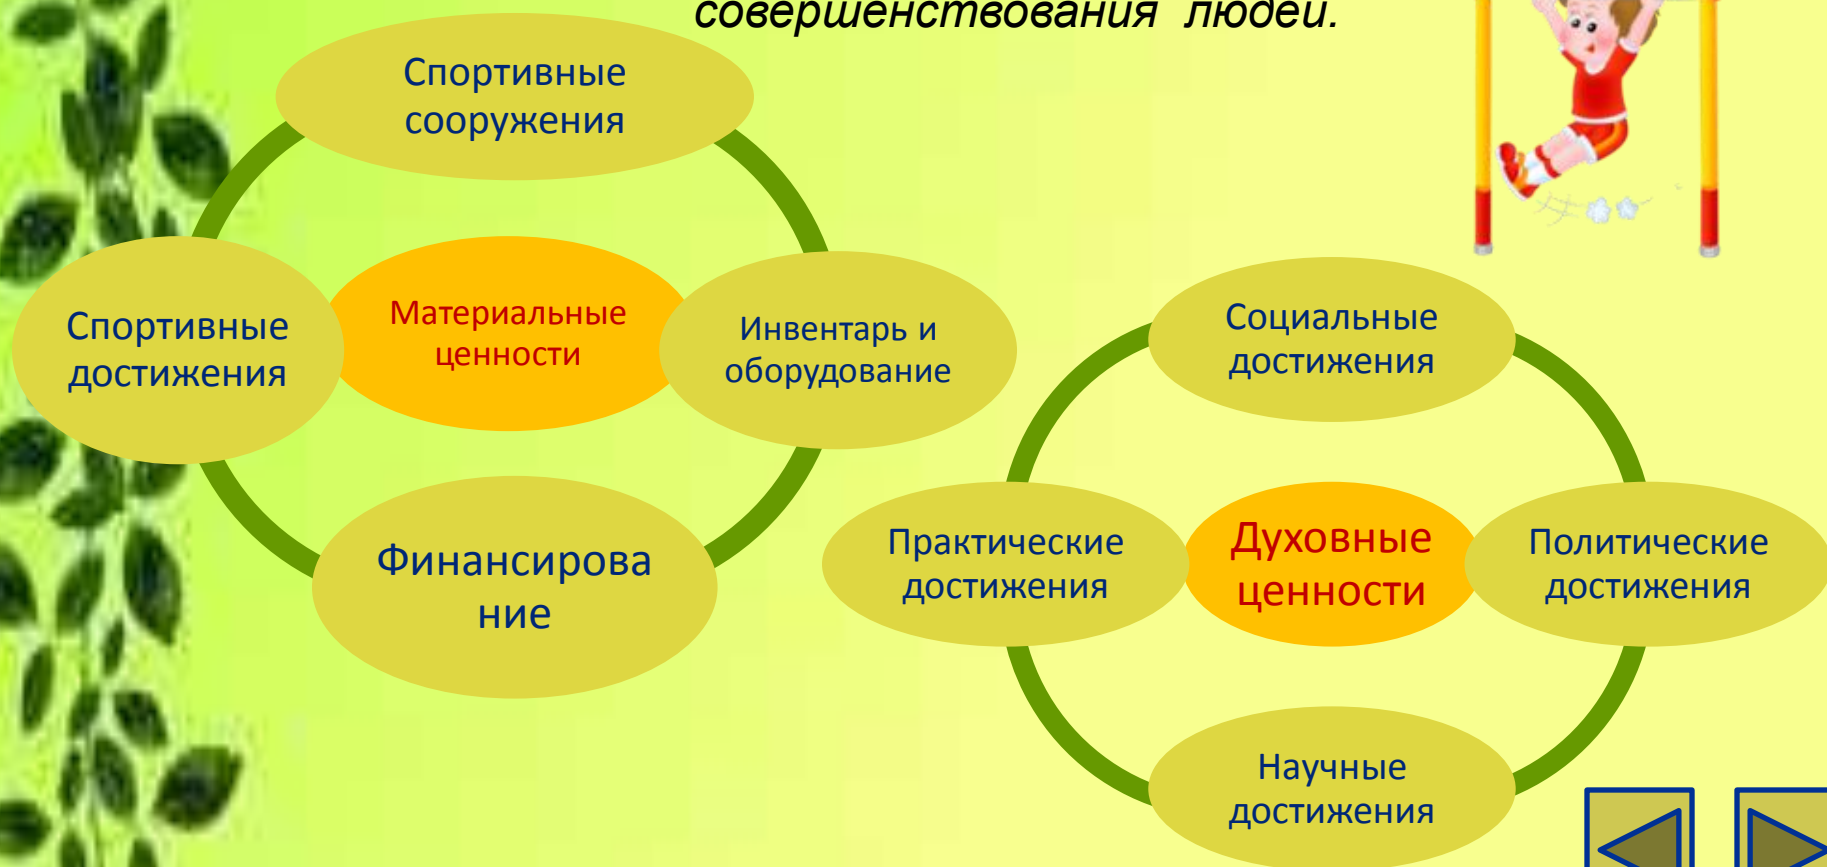 совершенствования людей.
Спортивные
сооружения
Спортивные
достижения
Материальные
ценности
Инвентарь и
оборудование
Финансирова
ние
Социальные
достижения
Практические
достижения
Духовные
ценности
Политические
достижения
Научные
достижения